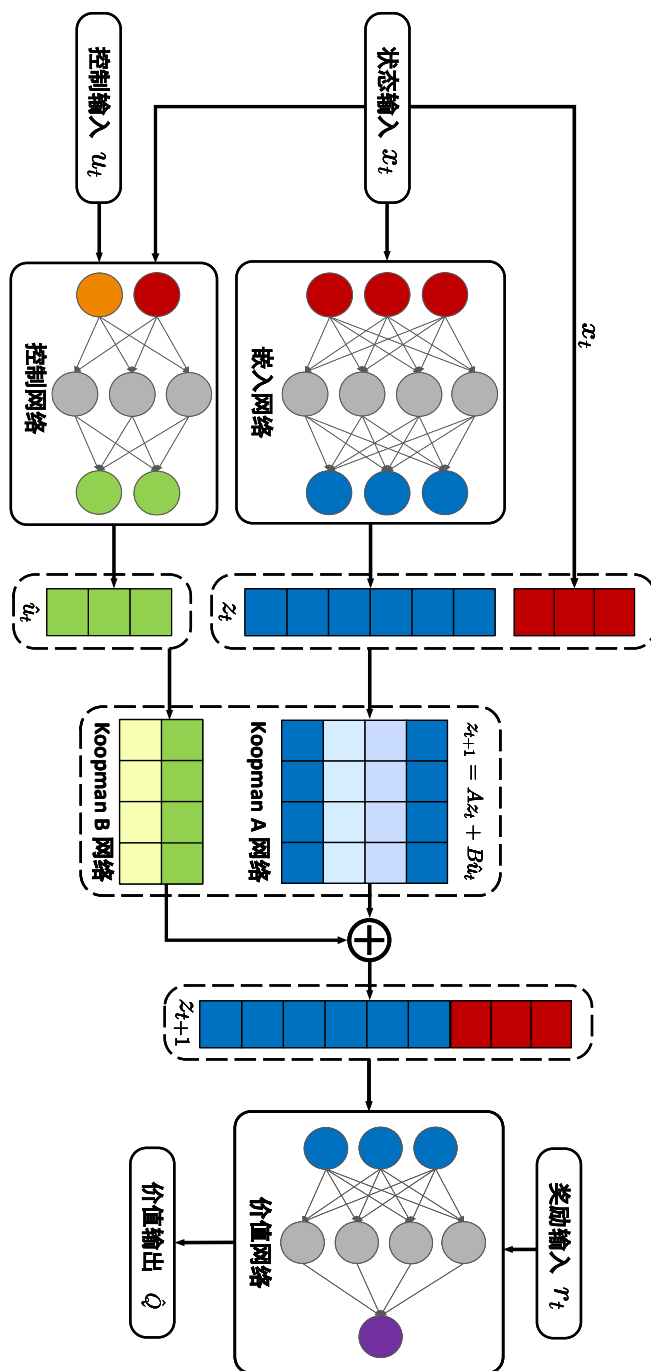 奖励输入 r_t
x_t
状态输入 x_t
嵌入网络
z_t
z_{t+1} = Az_t + Bû_t
Koopman A 网络
z_{t+1}
价值网络
控制输入 u_t
控制网络
û_t
Koopman B 网络
价值输出 Q̂